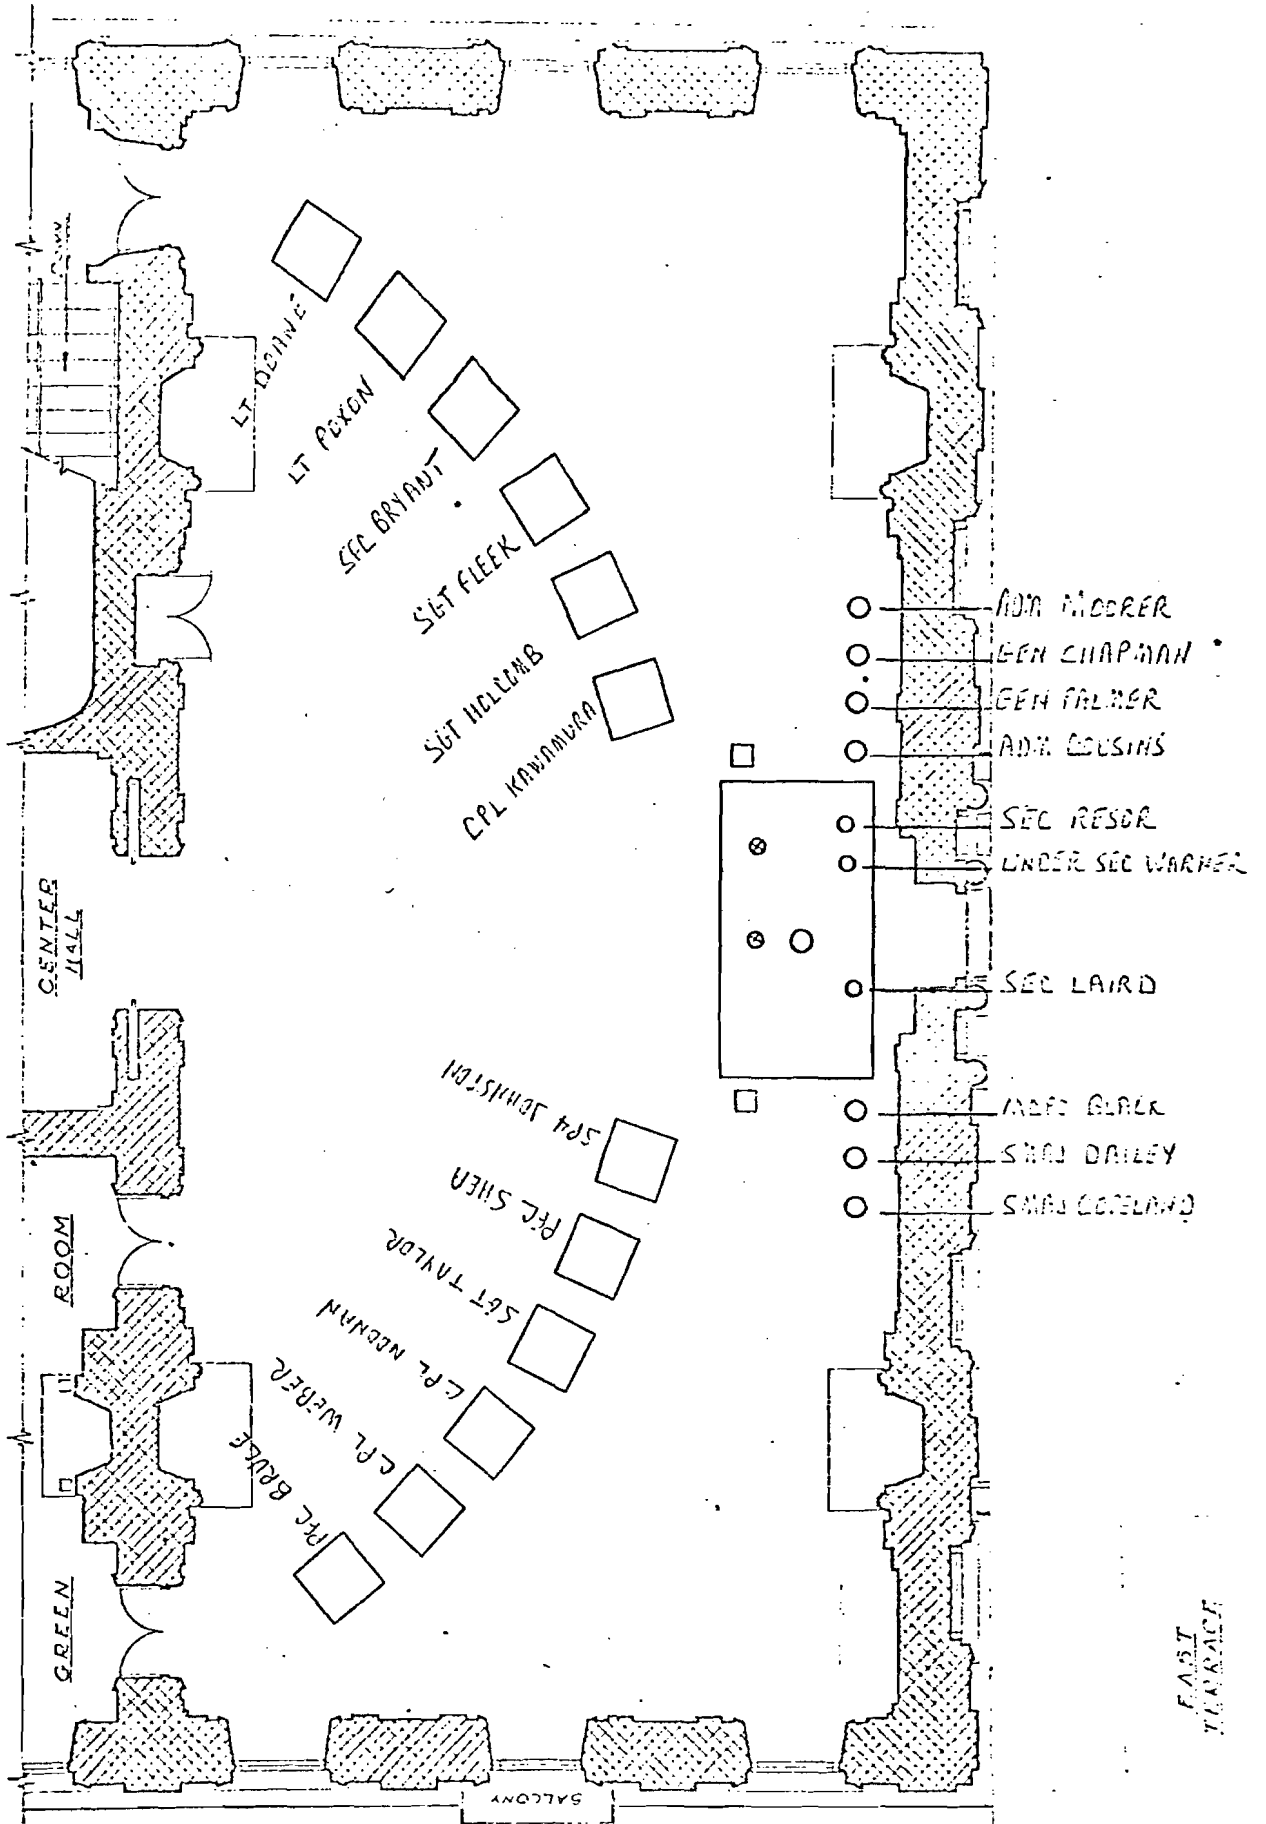 DOWN
LT DOANE
LT POXON
SFC BRYANT
SGT FLEEK
SGT HOLCOMB
CPL KAWAMURA
ADM MOORER
GEN CHAPMAN
GEN PALMER
ADM COUSINS
SEC RESOR
UNDER SEC WARNER
SEC LAIRD
CENTER
HALL
SP4 JOHNSTON
PFC SHEA
SGT TAYLOR
CPL NOONAN
CPL WEBER
PFC BRUCE
BLACK
SMAJ DAILEY
SMAJ COPELAND
GREEN ROOM
BALCONY
EAST
TERRACE